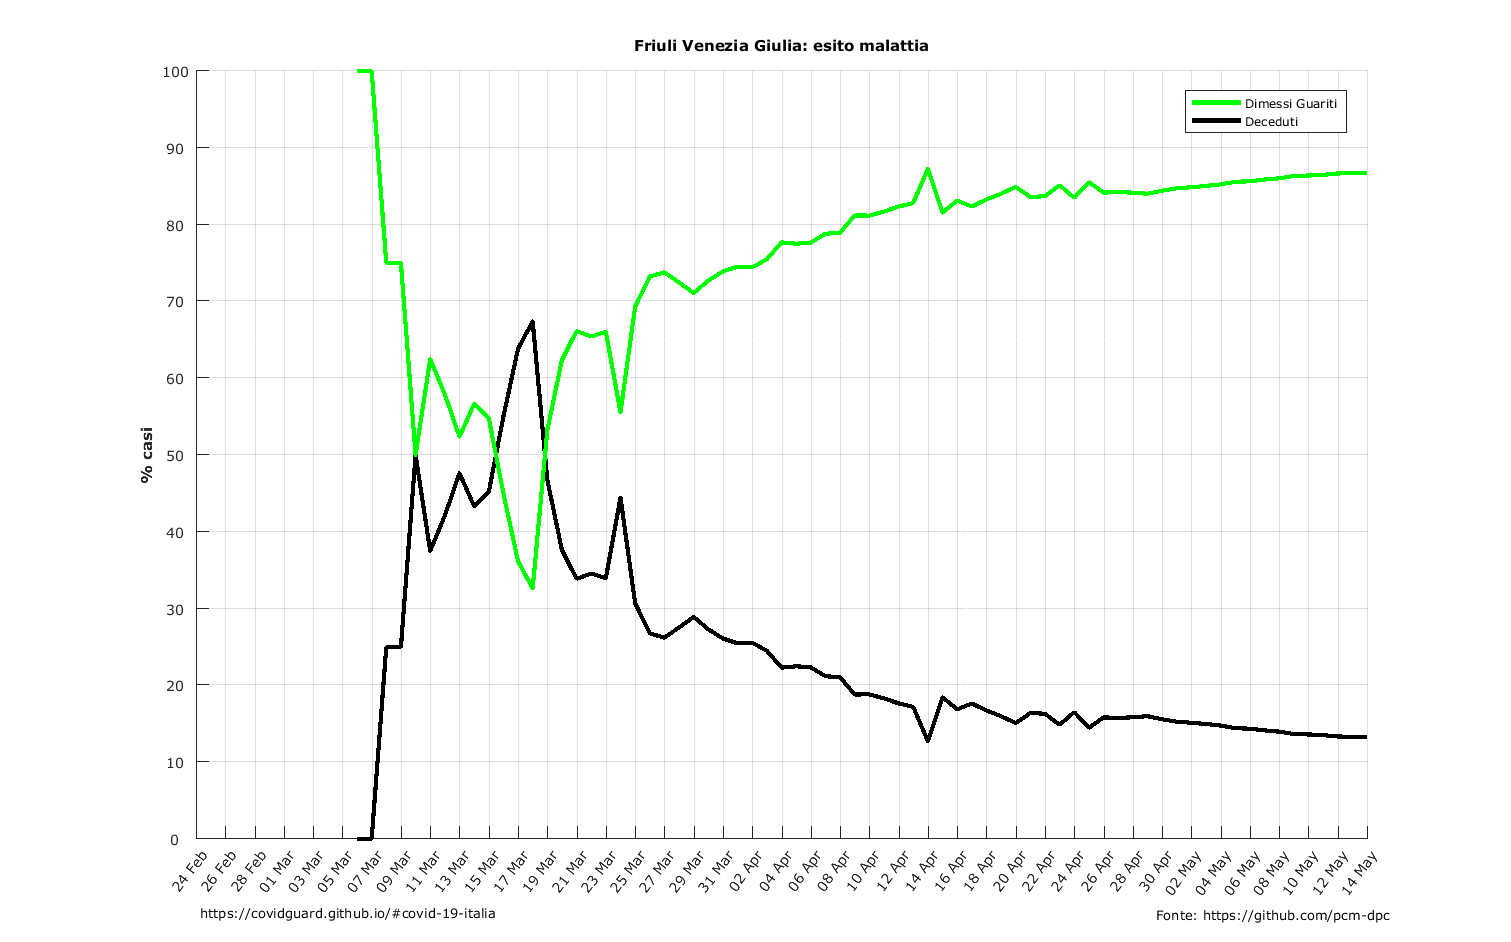 Friuli Venezia Giulia: esito malattia
Dimessi Guariti
Deceduti
% casi
100
90
80
70
60
50
40
30
20
10
0
24 Feb
26 Feb
28 Feb
01 Mar
03 Mar
05 Mar
07 Mar
09 Mar
11 Mar
13 Mar
15 Mar
17 Mar
19 Mar
21 Mar
23 Mar
25 Mar
27 Mar
29 Mar
31 Mar
02 Apr
04 Apr
06 Apr
08 Apr
10 Apr
12 Apr
14 Apr
16 Apr
18 Apr
20 Apr
22 Apr
24 Apr
26 Apr
28 Apr
30 Apr
02 May
04 May
06 May
08 May
10 May
12 May
14 May
https://covidguard.github.io/#covid-19-italia
Fonte: https://github.com/pcm-dpc